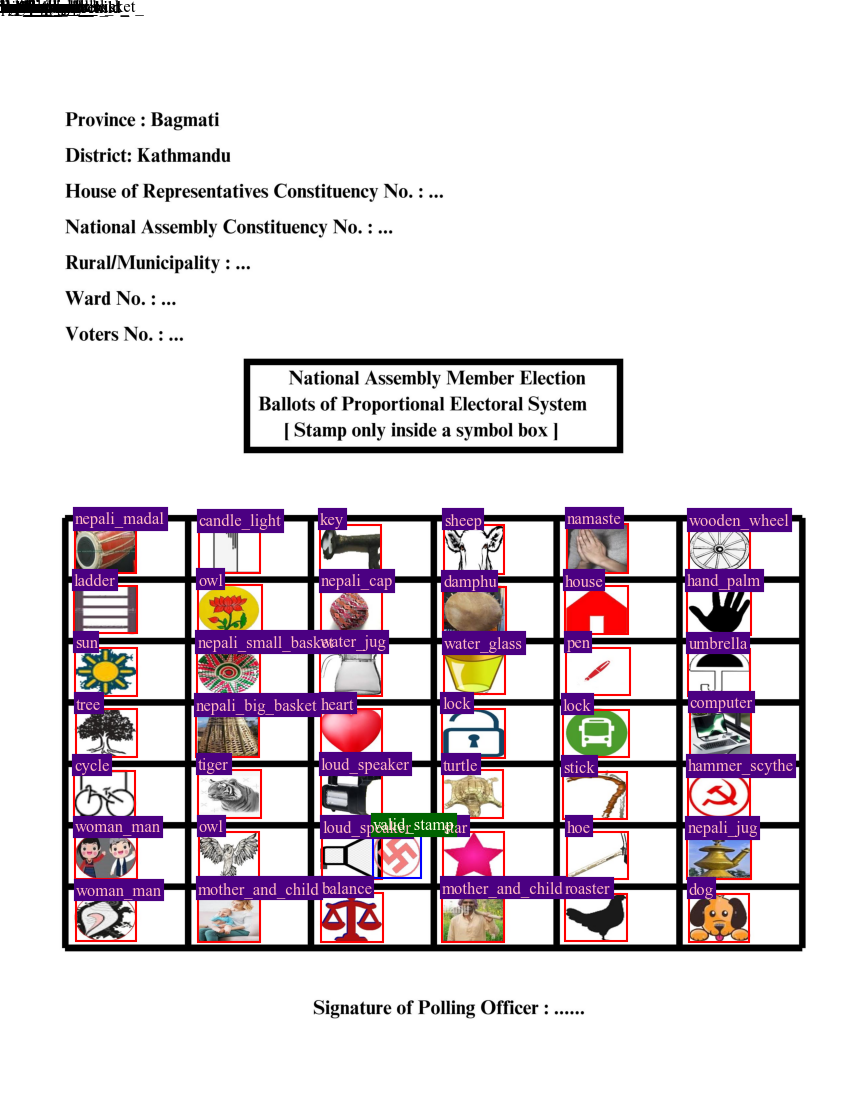 Province : Bagmati
District: Kathmandu
House of Representatives Constituency No. : ...
National Assembly Constituency No. : ...
Rural/Municipality : ...
Ward No. : ...
Voters No. : ...
National Assembly Member Election
Ballots of Proportional Electoral System
[ Stamp only inside a symbol box ]
nepali_madal candle_light key sheep namaste wooden_wheel
ladder owl nepali_cap damphu house hand_palm
sun nepali_small_basket water_jug water_glass pen umbrella
tree nepali_big_basket heart lock lock computer
cycle tiger loud_speaker turtle stick hammer_scythe
woman_man owl loud_speaker valid_stamp star hoe nepali_jug
woman_man mother_and_child balance mother_and_child roaster dog
Signature of Polling Officer : ......